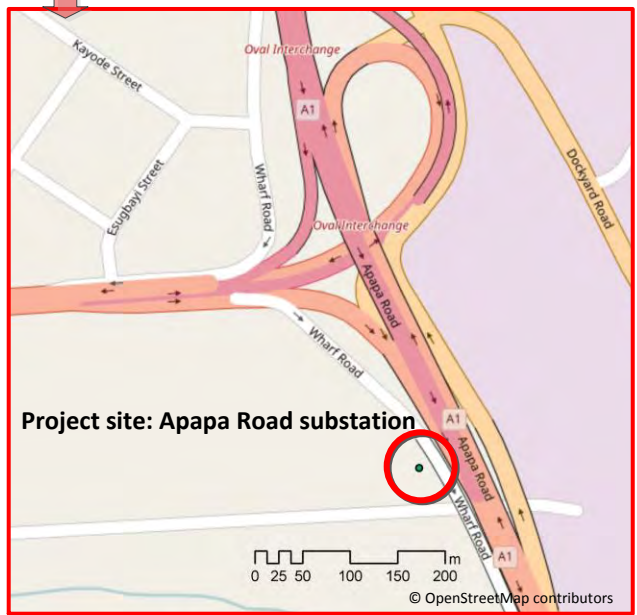 Kayode Street
Oval Interchange
A1
Esugbayi Street
Wharf Road
Dockyard Road
Oval Interchange
Apapa Road
Wharf Road
Project site: Apapa Road substation
A1
Apapa Road
Wharf Road
A1
m
0 25 50 100 150 200
© OpenStreetMap contributors